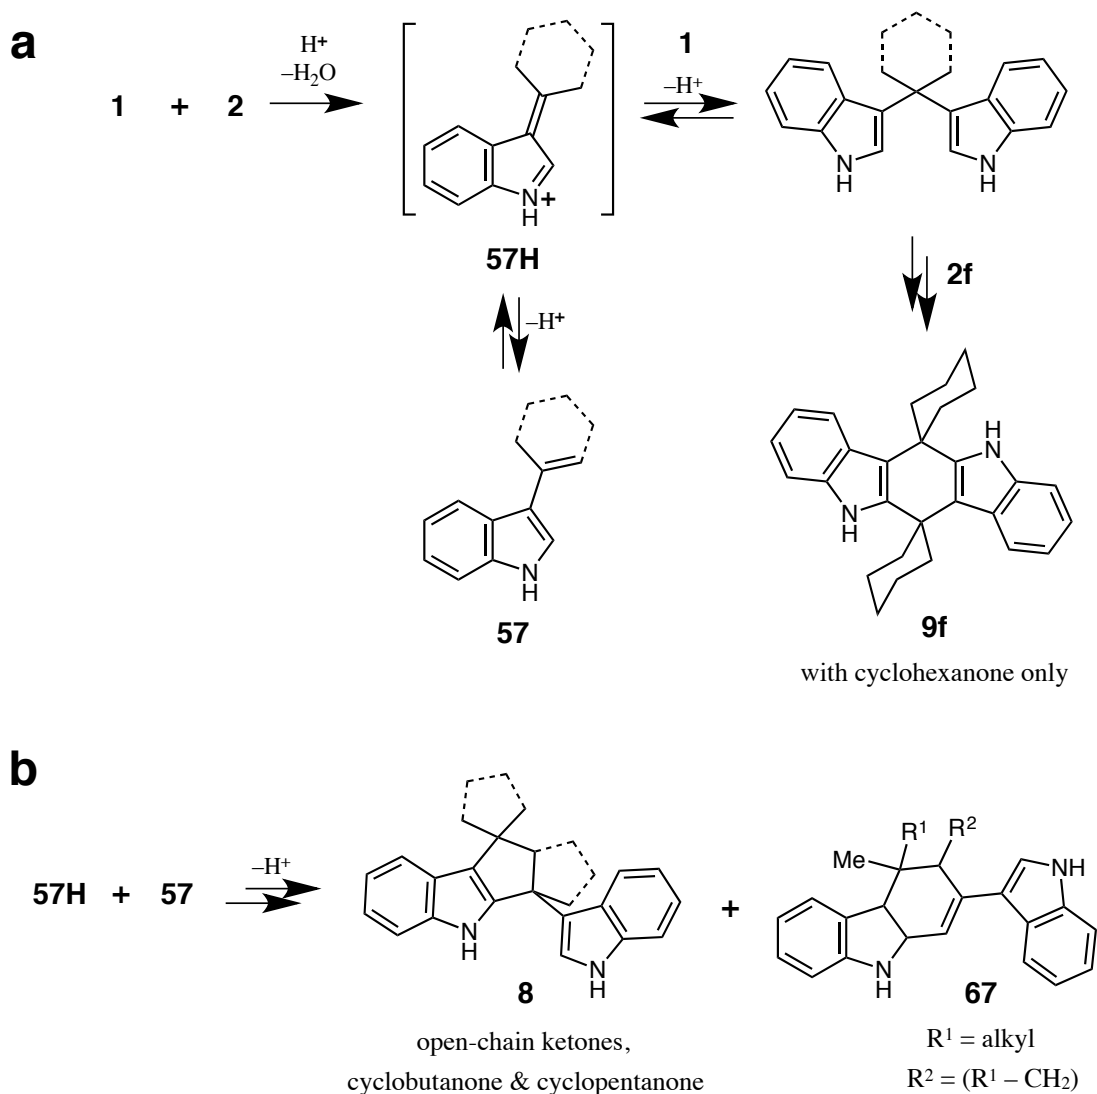 a
1 + 2
H+
–H2O
57H
1
–H+
N
H
+
N
H
N
H
–H+
2f
N
H
57
H
N
N
H
9f
with cyclohexanone only
b
57H + 57
–H+
N
H
N
H
8
open-chain ketones,
cyclobutanone & cyclopentanone
+
Me
R1
R2
NH
N
H
67
R1 = alkyl
R2 = (R1 – CH2)